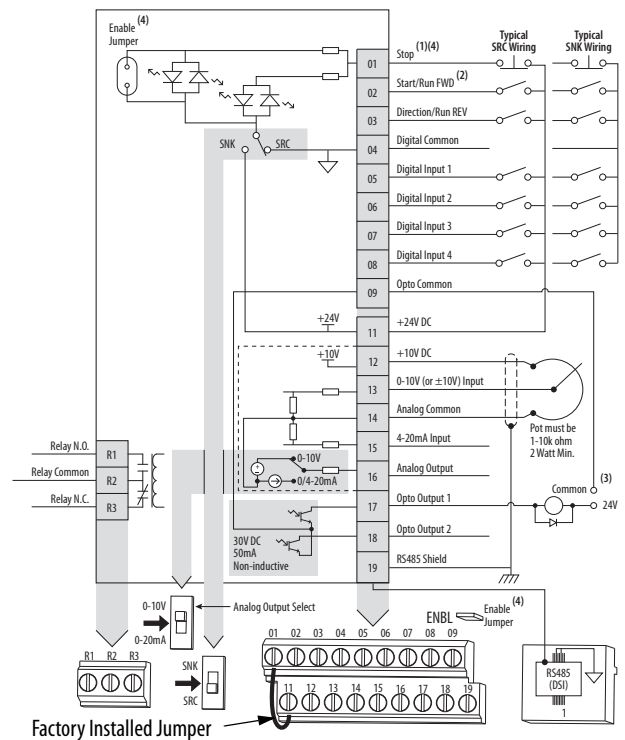 Enable (4)
Jumper
Typical
SRC Wiring
Typical
SNK Wiring
01 Stop (1)(4)
02 Start/Run FWD (2)
03 Direction/Run REV
SNK SRC
04 Digital Common
05 Digital Input 1
06 Digital Input 2
07 Digital Input 3
08 Digital Input 4
09 Opto Common
+24V 11 +24V DC
+10V 12 +10V DC
13 0-10V (or ±10V) Input
14 Analog Common
Pot must be
1-10k ohm
2 Watt Min.
15 4-20mA Input
0-10V
0/4-20mA
16 Analog Output
Relay N.O. R1
Relay Common R2
Relay N.C. R3
17 Opto Output 1
Common (3)
24V
18 Opto Output 2
30V DC
50mA
Non-inductive
19 RS485 Shield
0-10V
0-20mA
Analog Output Select
ENBL Enable (4)
Jumper
R1 R2 R3
SNK
SRC
01 02 03 04 05 06 07 08 09
11 12 13 14 15 16 17 18 19
RS485
(DSI)
1
Factory Installed Jumper